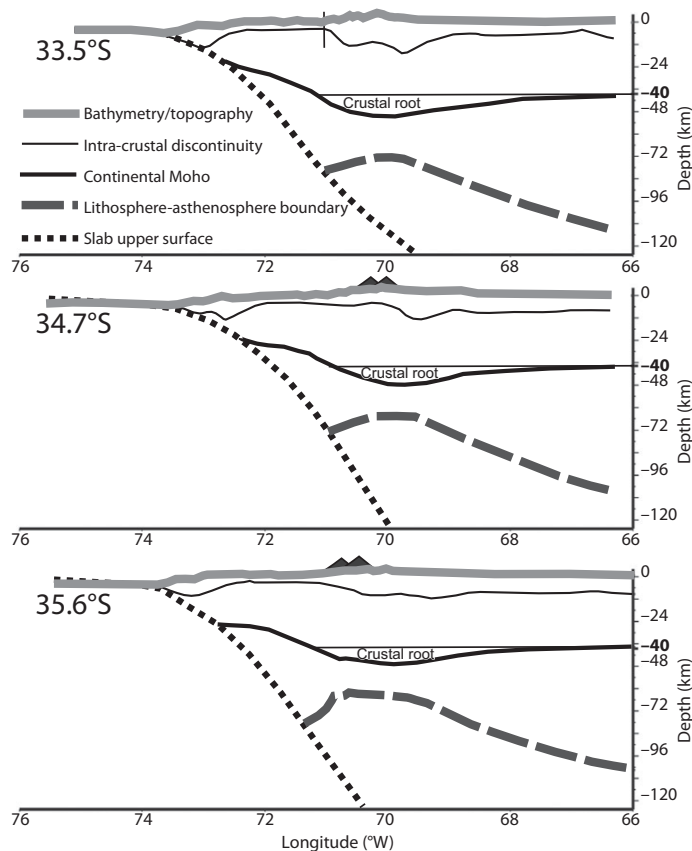 33.5°S
Bathymetry/topography
Intra-crustal discontinuity
Continental Moho
Lithosphere-asthenosphere boundary
Slab upper surface
Crustal root
0
−24
−40
−48
−72
−96
−120
Depth (km)
76 74 72 70 68 66
34.7°S
Crustal root
0
−24
−40
−48
−72
−96
−120
Depth (km)
76 74 72 70 68 66
35.6°S
Crustal root
0
−24
−40
−48
−72
−96
−120
Depth (km)
76 74 72 70 68 66
Longitude (°W)